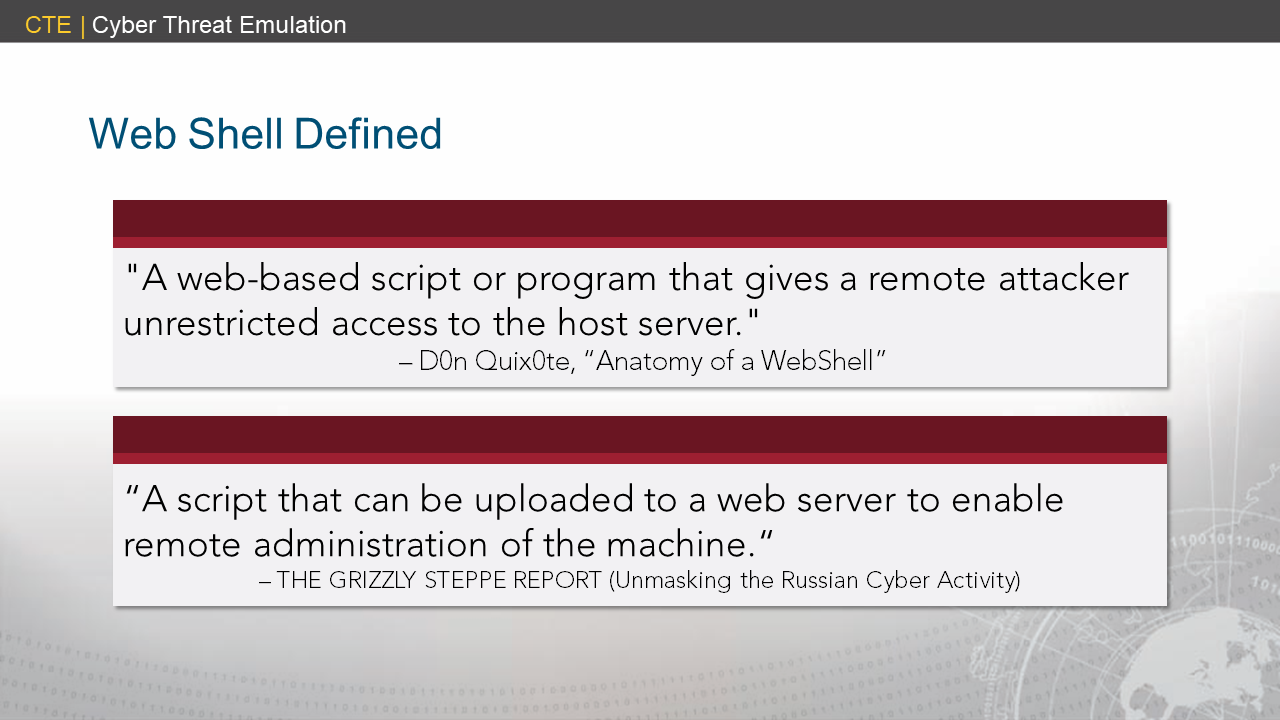 CTE | Cyber Threat Emulation
Web Shell Defined
"A web-based script or program that gives a remote attacker
unrestricted access to the host server."
– D0n Quix0te, “Anatomy of a WebShell”
“A script that can be uploaded to a web server to enable
remote administration of the machine.“
– THE GRIZZLY STEPPE REPORT (Unmasking the Russian Cyber Activity)